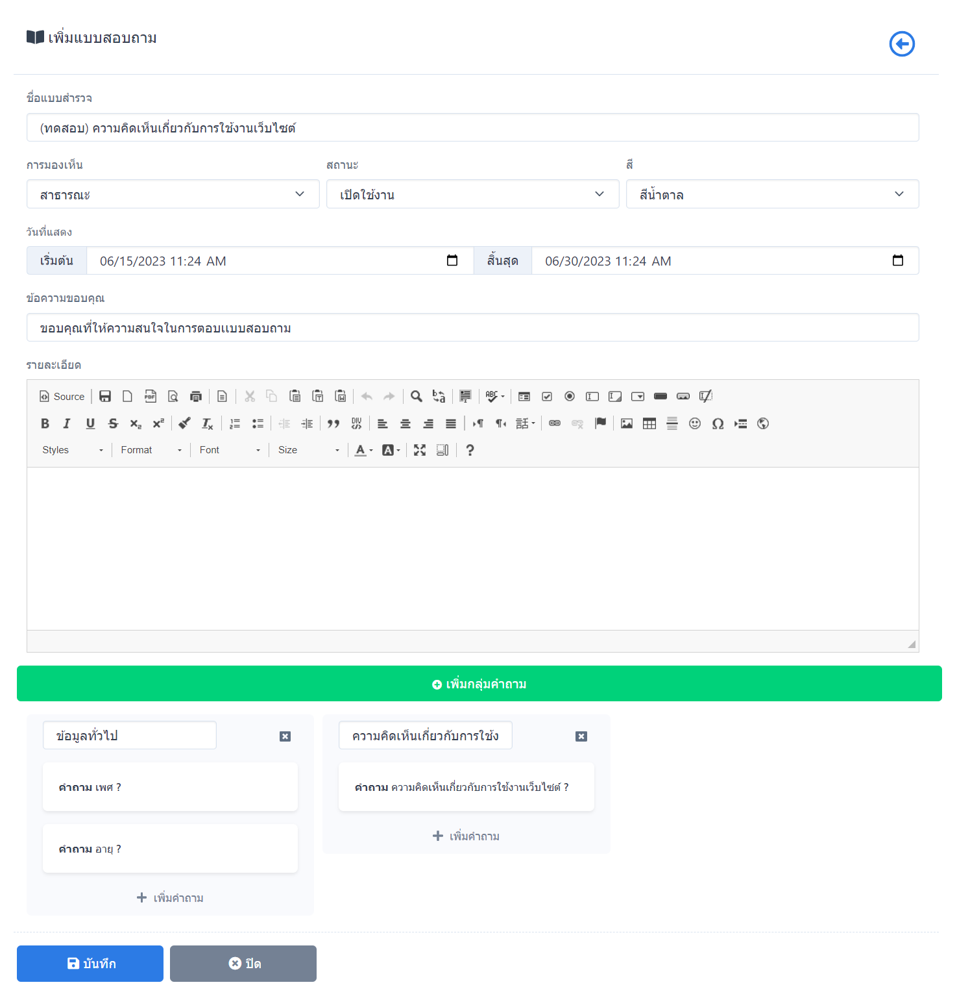 เพิ่มแบบสอบถาม
ชื่อแบบสำรวจ
(ทดสอบ) ความคิดเห็นเกี่ยวกับการใช้งานเว็บไซต์
การมองเห็น สถานะ สี
สาธารณะ เปิดใช้งาน สีน้ำตาล
วันที่แสดง
เริ่มต้น 06/15/2023 11:24 AM สิ้นสุด 06/30/2023 11:24 AM
ข้อความขอบคุณ
ขอบคุณที่ให้ความสนใจในการตอบแบบสอบถาม
รายละเอียด
Source
Styles Format Font Size
เพิ่มกลุ่มคำถาม
ข้อมูลทั่วไป ความคิดเห็นเกี่ยวกับการใช้ง
คำถาม เพศ ? คำถาม ความคิดเห็นเกี่ยวกับการใช้งานเว็บไซต์ ?
เพิ่มคำถาม
คำถาม อายุ ?
เพิ่มคำถาม
บันทึก ปิด